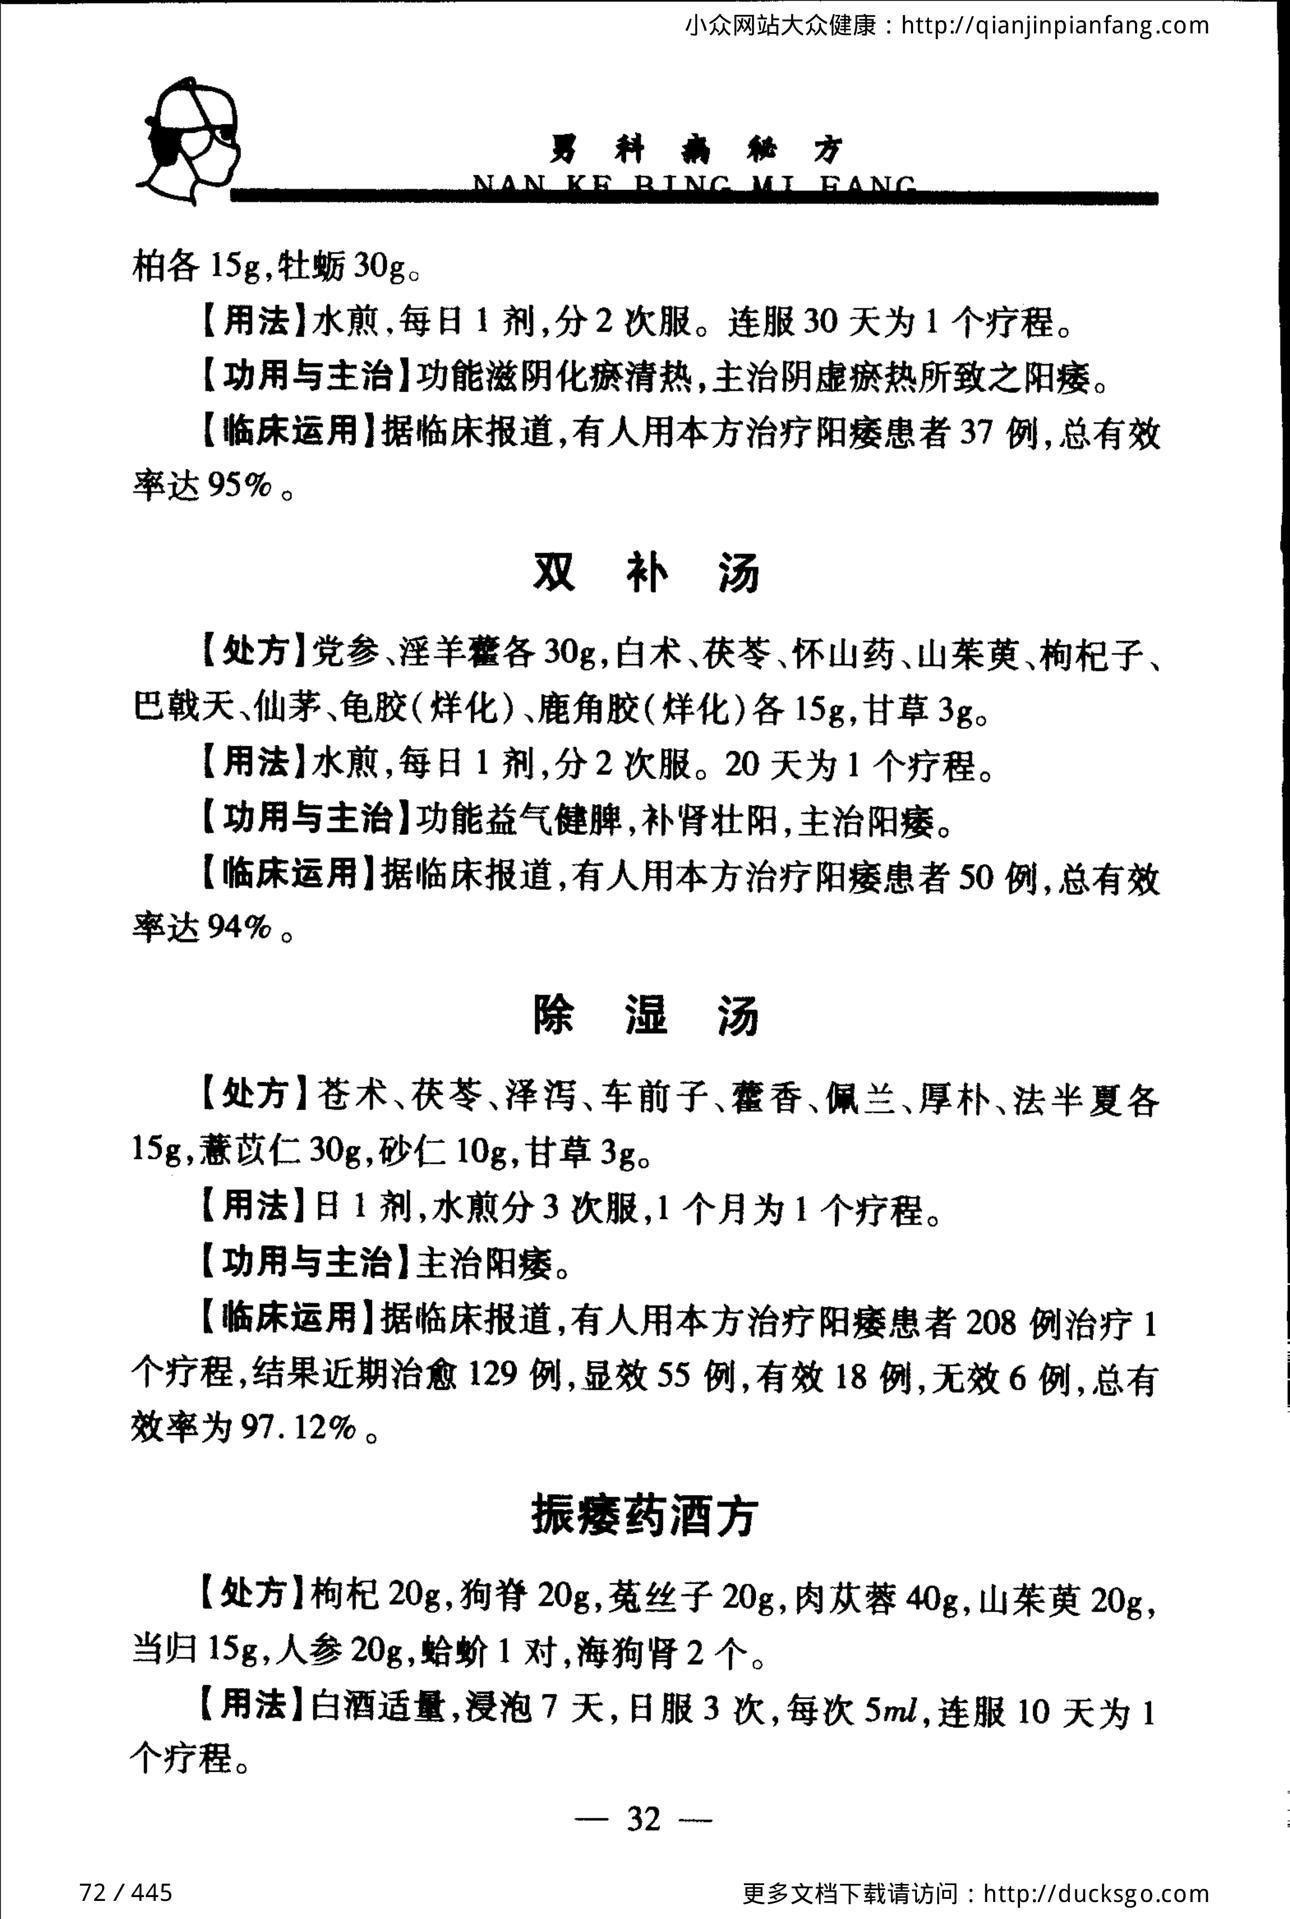 小众网站大众健康：http://qianjinpianfang.com
男科病秘方
NAN KE BING MI FANG
柏各 15g,牡蛎 30g。
【用法】水煎,每日 1 剂,分 2 次服。连服 30 天为 1 个疗程。
【功用与主治】功能滋阴化瘀清热,主治阴虚瘀热所致之阳痿。
【临床运用】据临床报道,有人用本方治疗阳痿患者 37 例,总有效
率达 95%。
双补汤
【处方】党参、淫羊藿各 30g,白术、茯苓、怀山药、山茱萸、枸杞子、
巴戟天、仙茅、龟胶(烊化)、鹿角胶(烊化)各 15g,甘草 3g。
【用法】水煎,每日 1 剂,分 2 次服。20 天为 1 个疗程。
【功用与主治】功能益气健脾,补肾壮阳,主治阳痿。
【临床运用】据临床报道,有人用本方治疗阳痿患者 50 例,总有效
率达 94%。
除湿汤
【处方】苍术、茯苓、泽泻、车前子、藿香、佩兰、厚朴、法半夏各
15g,薏苡仁 30g,砂仁 10g,甘草 3g。
【用法】日 1 剂,水煎分 3 次服,1 个月为 1 个疗程。
【功用与主治】主治阳痿。
【临床运用】据临床报道,有人用本方治疗阳痿患者 208 例治疗 1
个疗程,结果近期治愈 129 例,显效 55 例,有效 18 例,无效 6 例,总有
效率为 97.12%。
振痿药酒方
【处方】枸杞 20g,狗脊 20g,菟丝子 20g,肉苁蓉 40g,山茱萸 20g,
当归 15g,人参 20g,蛤蚧 1 对,海狗肾 2 个。
【用法】白酒适量,浸泡 7 天,日服 3 次,每次 5ml,连服 10 天为 1
个疗程。
— 32 —
72 / 445
更多文档下载请访问：http://ducksgo.com